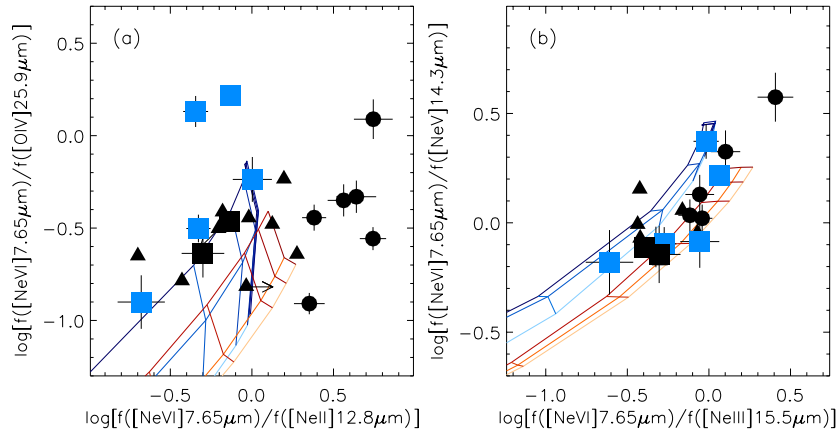 (a)
0.5
0.0
−0.5
−1.0
log[f([NeVI]7.65μm)/f([OIV]25.9μm]
−0.5 0.0 0.5
log[f([NeVI]7.65μm)/f([NeII]12.8μm)]
(b)
0.5
0.0
−0.5
log[f([NeVI]7.65μm)/f([NeV]14.3μm)]
−1.0 −0.5 0.0 0.5
log[f([NeVI]7.65μm)/f([NeIII]15.5μm)]